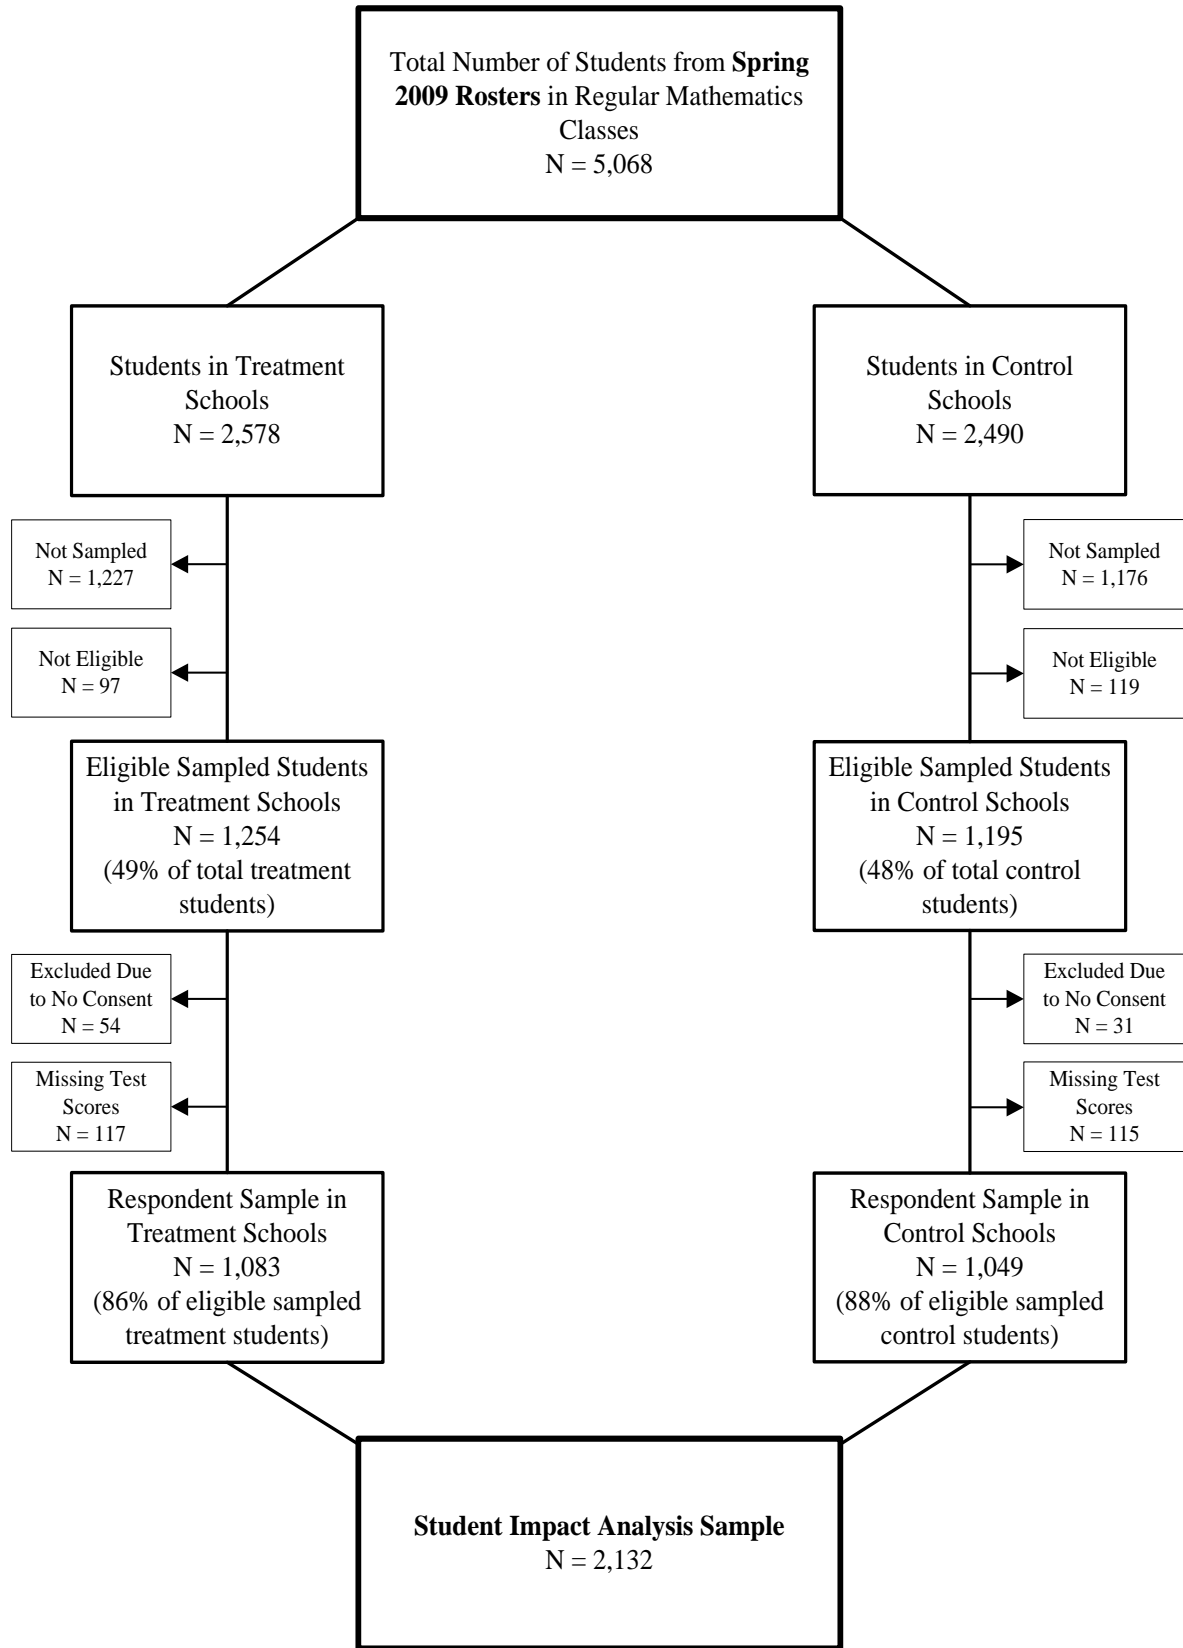 Total Number of Students from Spring
2009 Rosters in Regular Mathematics
Classes
N = 5,068
Students in Treatment
Schools
N = 2,578
Students in Control
Schools
N = 2,490
Not Sampled
N = 1,227
Not Sampled
N = 1,176
Not Eligible
N = 97
Not Eligible
N = 119
Eligible Sampled Students
in Treatment Schools
N = 1,254
(49% of total treatment
students)
Eligible Sampled Students
in Control Schools
N = 1,195
(48% of total control
students)
Excluded Due
to No Consent
N = 54
Excluded Due
to No Consent
N = 31
Missing Test
Scores
N = 117
Missing Test
Scores
N = 115
Respondent Sample in
Treatment Schools
N = 1,083
(86% of eligible sampled
treatment students)
Respondent Sample in
Control Schools
N = 1,049
(88% of eligible sampled
control students)
Student Impact Analysis Sample
N = 2,132